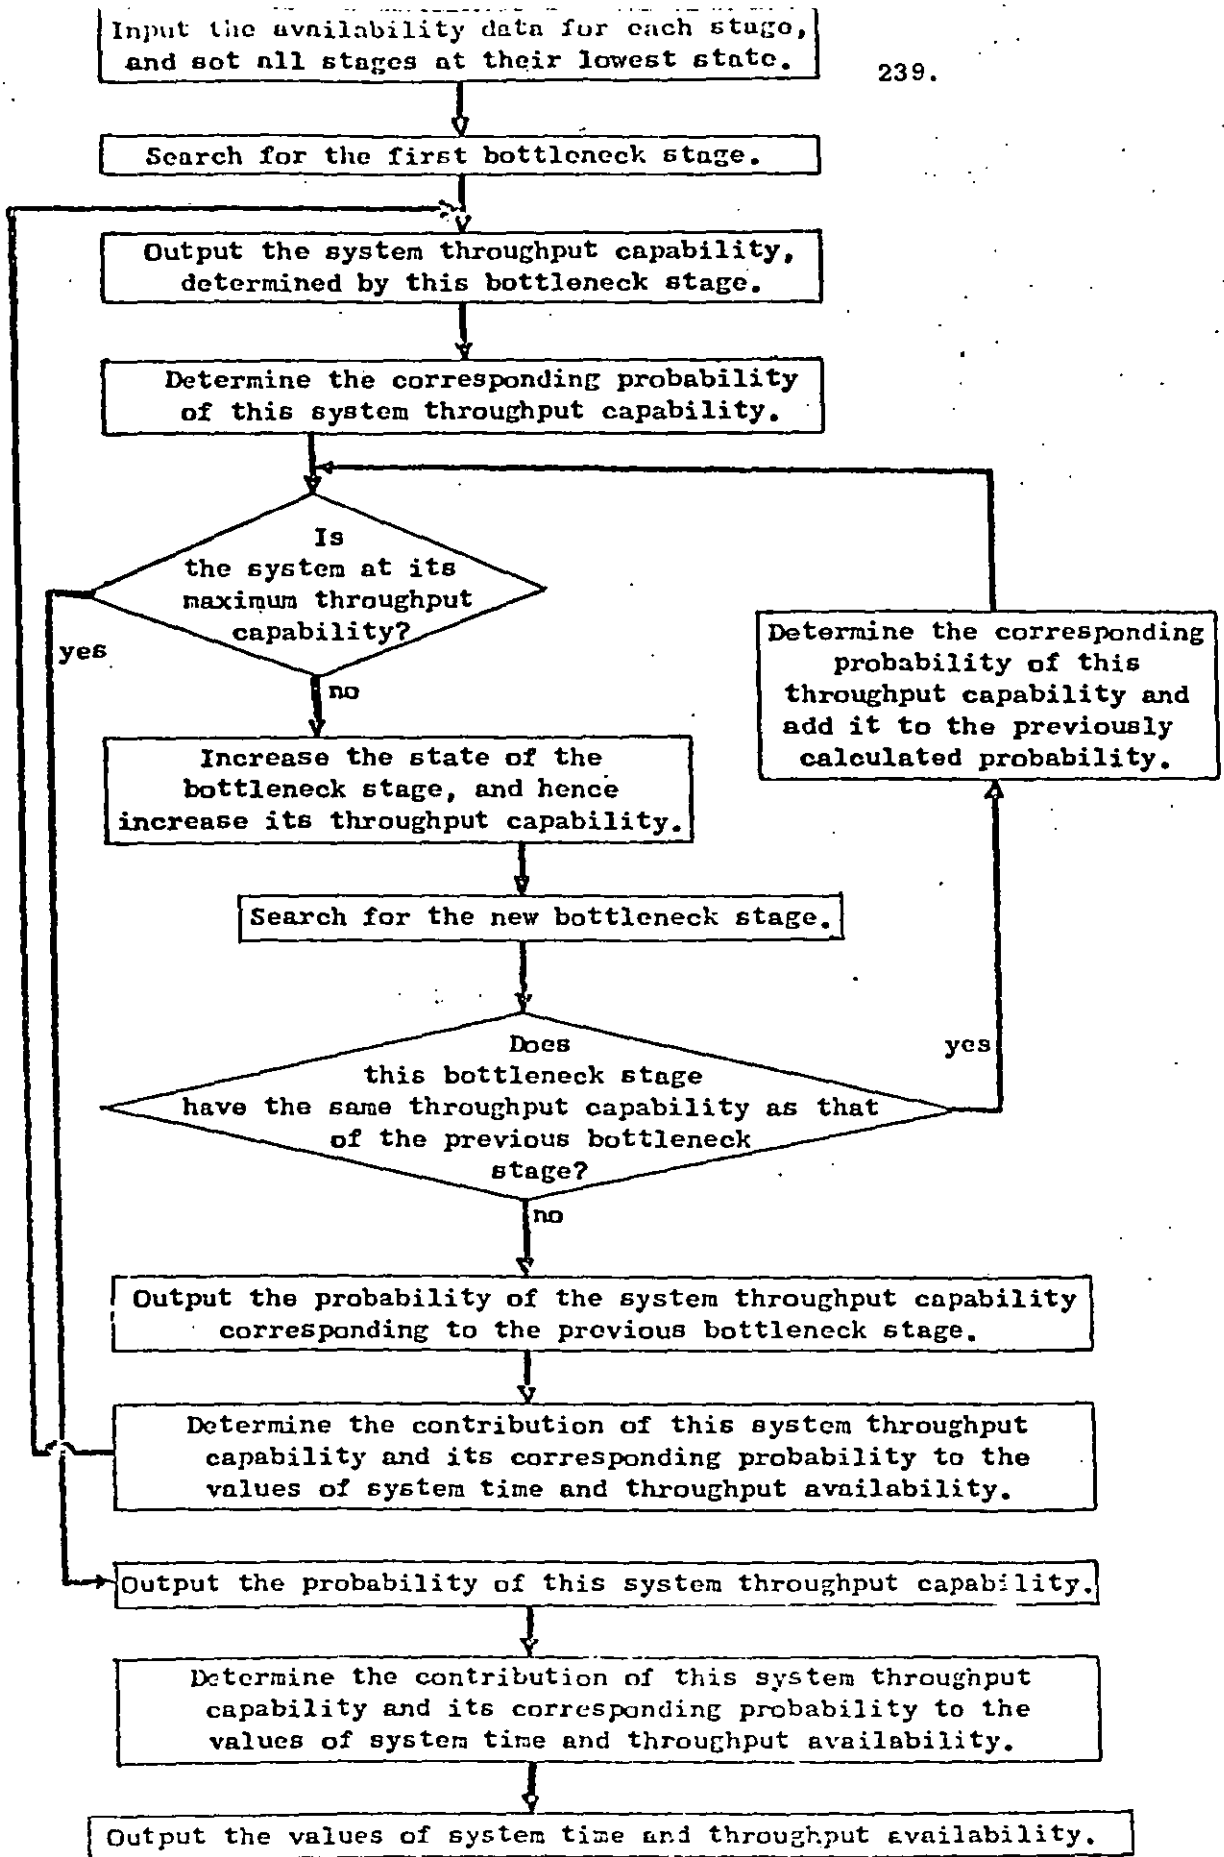 Input the availability data for each stage,
and set all stages at their lowest state.
239.
Search for the first bottleneck stage.
Output the system throughput capability,
determined by this bottleneck stage.
Determine the corresponding probability
of this system throughput capability.
Is
the system at its
maximum throughput
capability?
yes
no
Determine the corresponding
probability of this
throughput capability and
add it to the previously
calculated probability.
Increase the state of the
bottleneck stage, and hence
increase its throughput capability.
Search for the new bottleneck stage.
Does
this bottleneck stage
have the same throughput capability as that
of the previous bottleneck
stage?
yes
no
Output the probability of the system throughput capability
corresponding to the previous bottleneck stage.
Determine the contribution of this system throughput
capability and its corresponding probability to the
values of system time and throughput availability.
Output the probability of this system throughput capability.
Determine the contribution of this system throughput
capability and its corresponding probability to the
values of system time and throughput availability.
Output the values of system time and throughput availability.